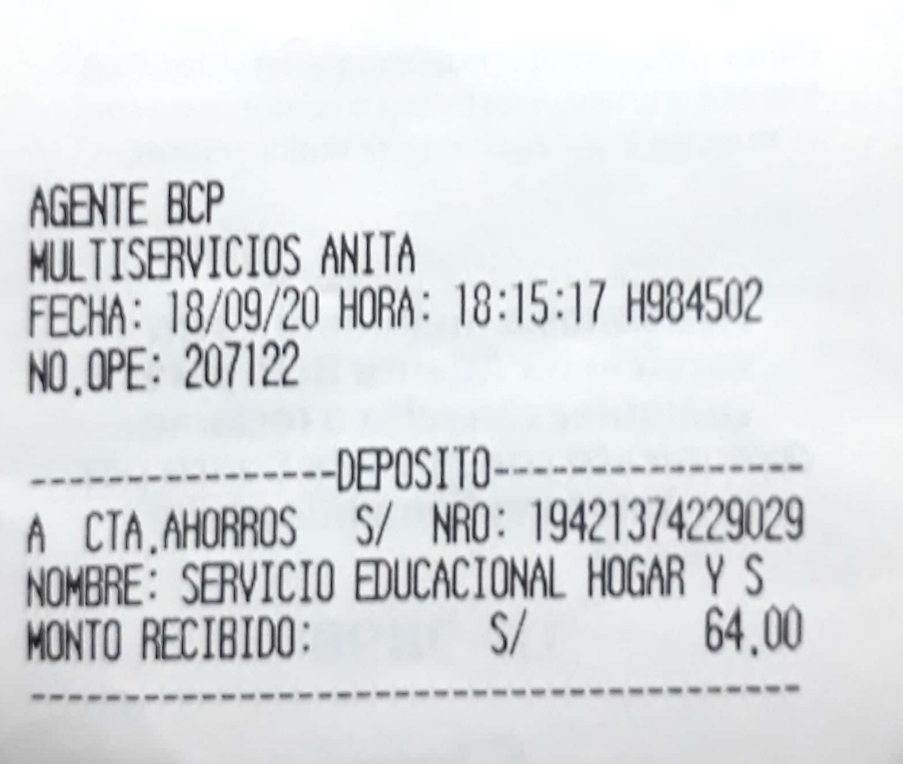 AGENTE BCP
MULTISERVICIOS ANITA
FECHA: 18/09/20 HORA: 18:15:17 H984502
NO.OPE: 207122
---------------DEPOSITO---------------
A CTA.AHORROS S/ NRO: 19421374229029
NOMBRE: SERVICIO EDUCACIONAL HOGAR Y S
MONTO RECIBIDO: S/ 64.00